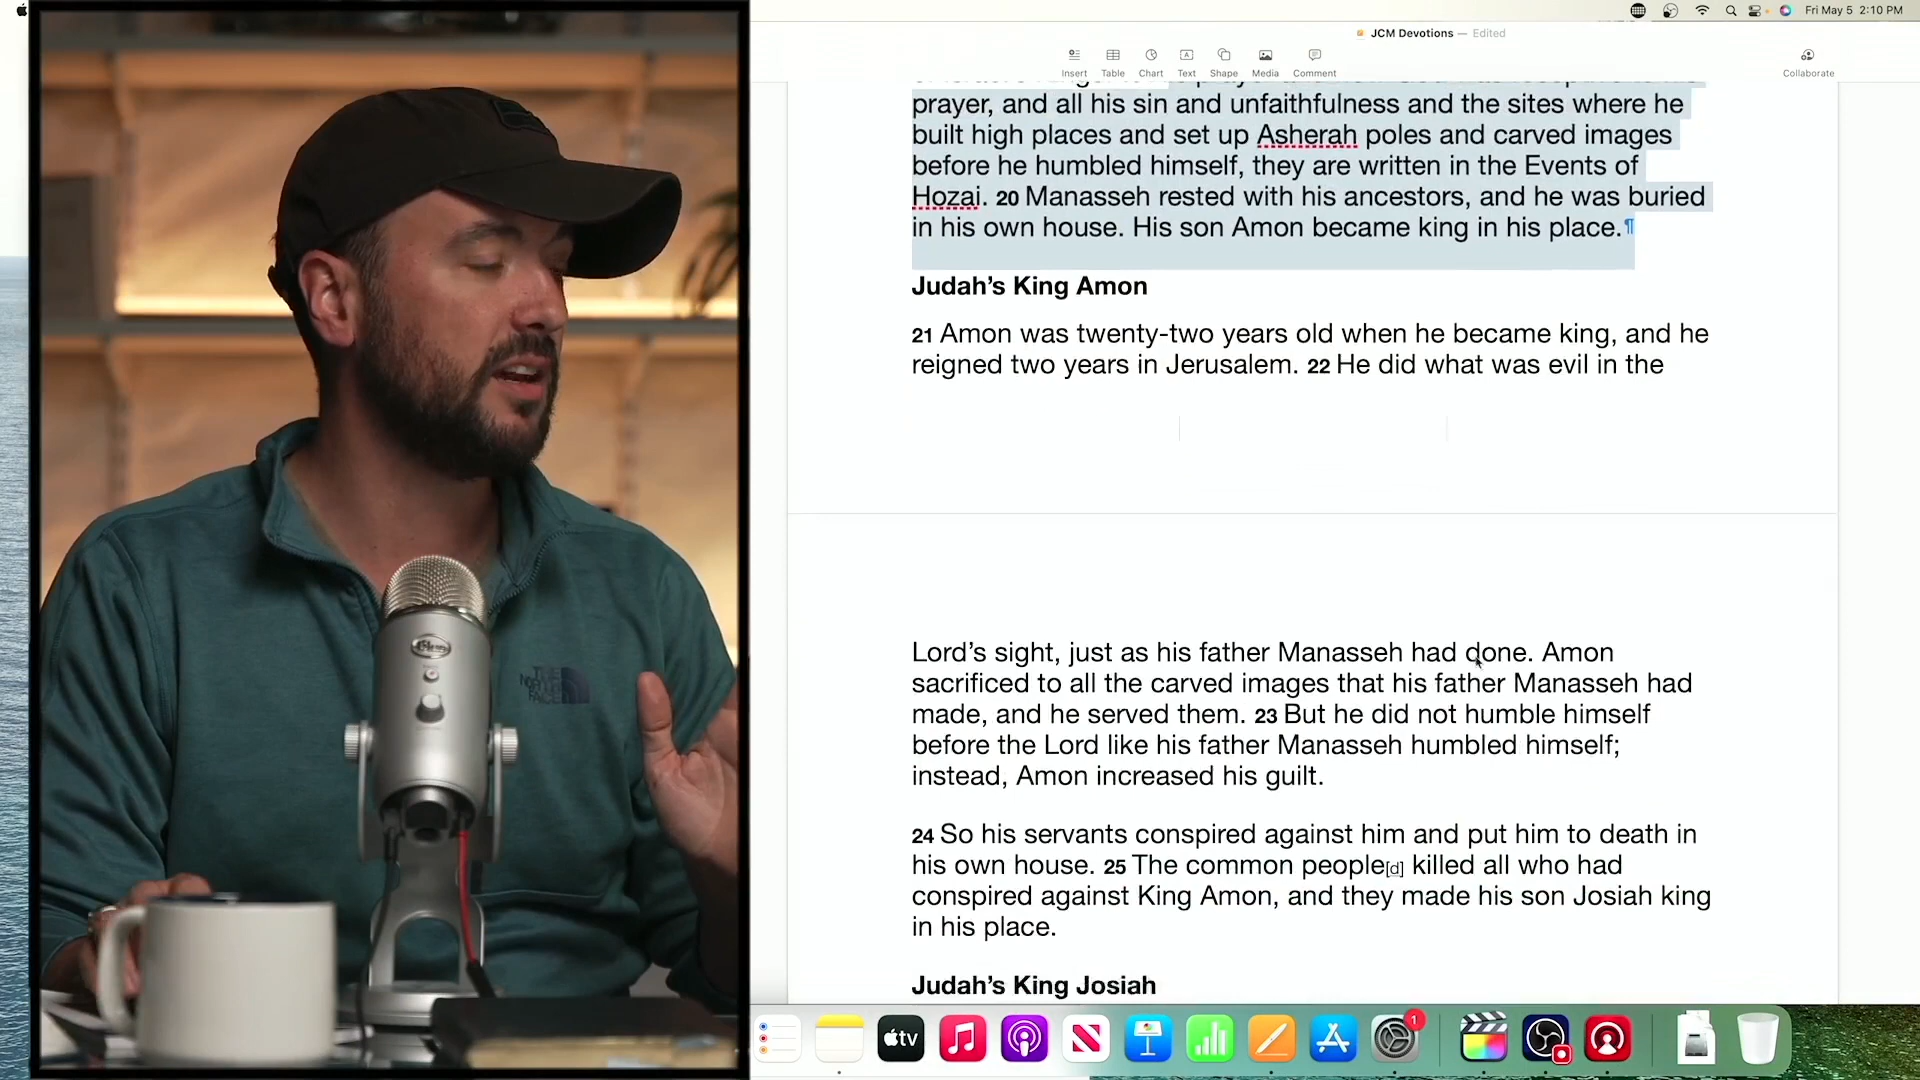 Fri May 5 2:10 PM
JCM Devotions — Edited
Insert Table Chart Text Shape Media Comment Collaborate
prayer, and all his sin and unfaithfulness and the sites where he
built high places and set up Asherah poles and carved images
before he humbled himself, they are written in the Events of
Hozai. 20 Manasseh rested with his ancestors, and he was buried
in his own house. His son Amon became king in his place.¶
Judah’s King Amon
21 Amon was twenty-two years old when he became king, and he
reigned two years in Jerusalem. 22 He did what was evil in the
Lord’s sight, just as his father Manasseh had done. Amon
sacrificed to all the carved images that his father Manasseh had
made, and he served them. 23 But he did not humble himself
before the Lord like his father Manasseh humbled himself;
instead, Amon increased his guilt.
24 So his servants conspired against him and put him to death in
his own house. 25 The common people[d] killed all who had
conspired against King Amon, and they made his son Josiah king
in his place.
Judah’s King Josiah
THE
NORTH
FACE
tv
1